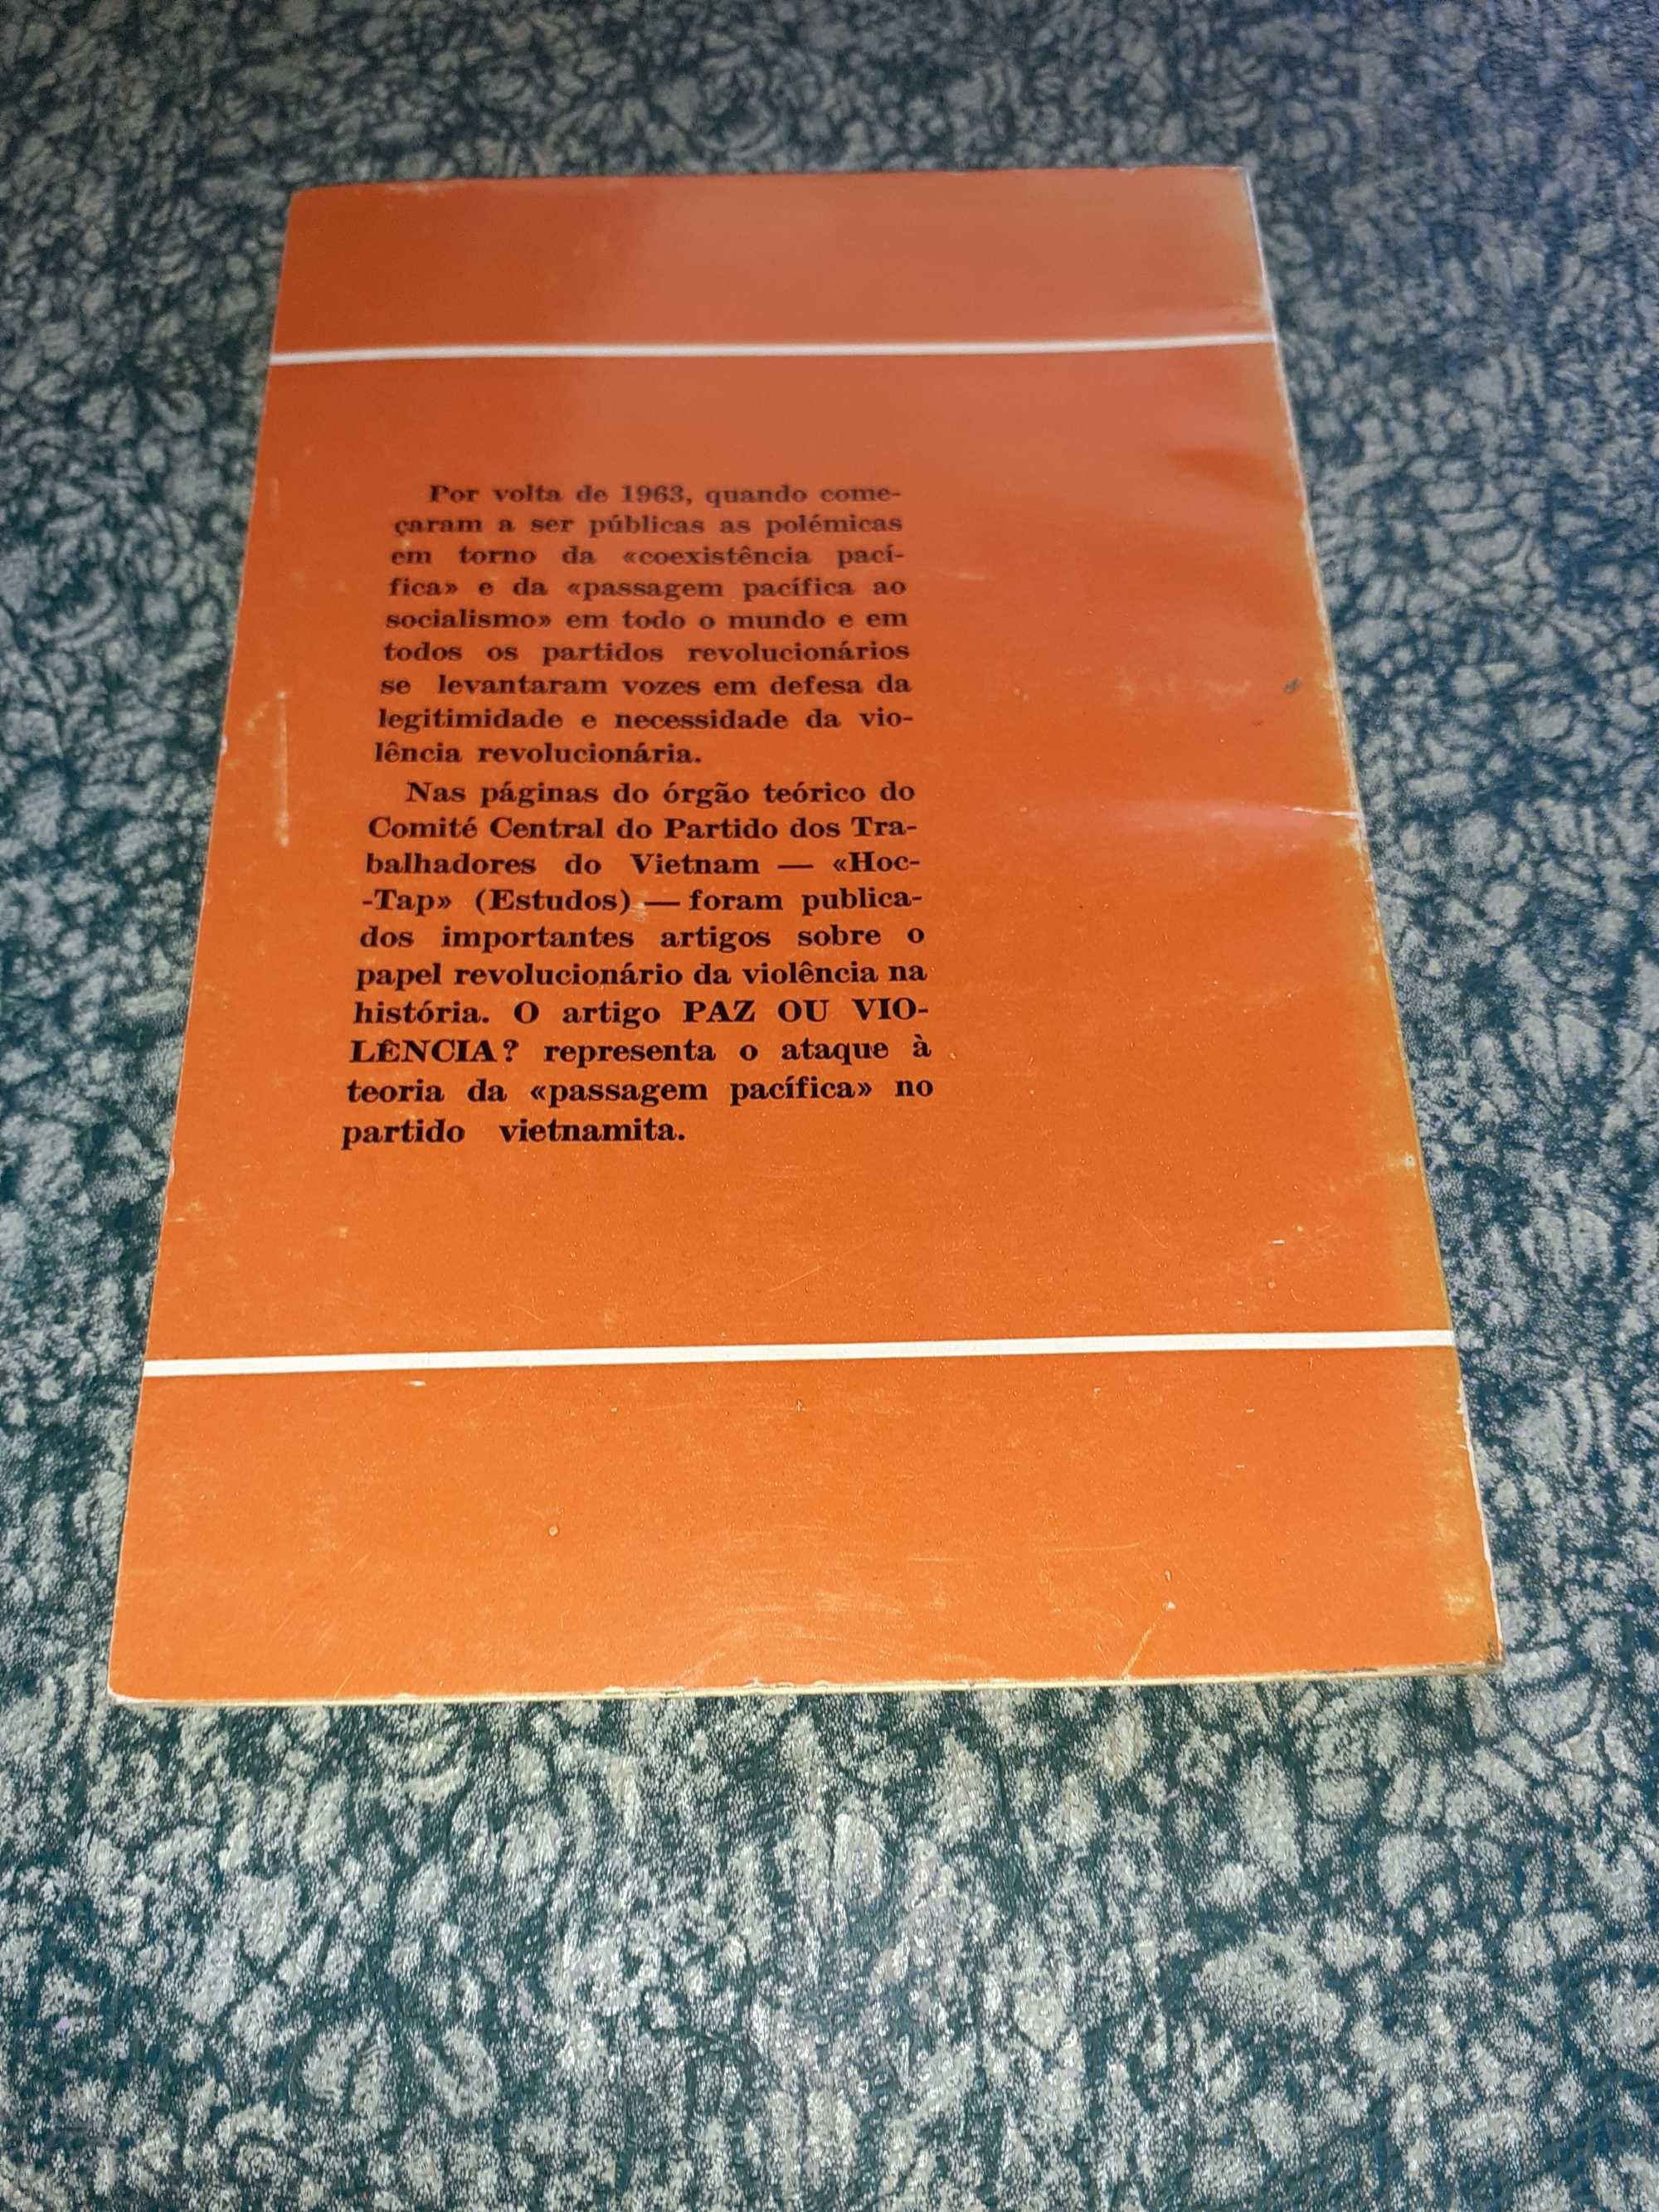 Por volta de 1963, quando come-
çaram a ser públicas as polémicas
em torno da «coexistência pací-
fica» e da «passagem pacífica ao
socialismo» em todo o mundo e em
todos os partidos revolucionários
se levantaram vozes em defesa da
legitimidade e necessidade da vio-
lência revolucionária.
Nas páginas do órgão teórico do
Comité Central do Partido dos Tra-
balhadores do Vietnam — «Hoc-
-Tap» (Estudos) — foram publica-
dos importantes artigos sobre o
papel revolucionário da violência na
história. O artigo PAZ OU VIO-
LÊNCIA? representa o ataque à
teoria da «passagem pacífica» no
partido vietnamita.